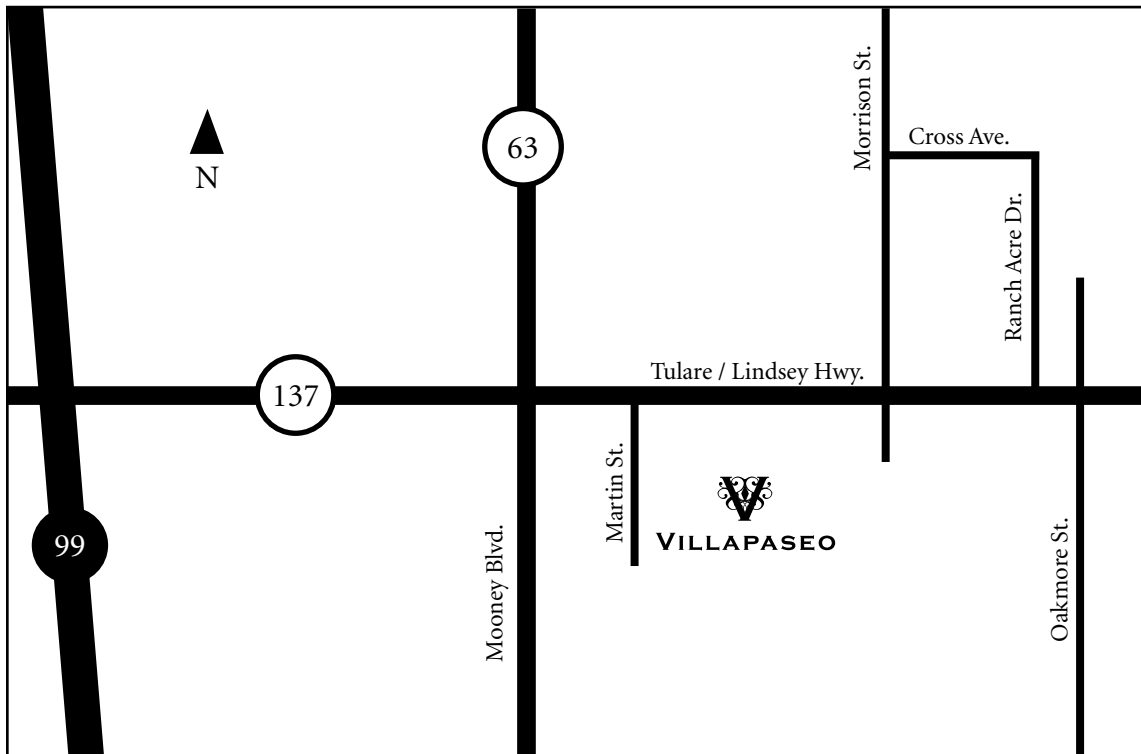 Morrison St.
Cross Ave.
63
N
Ranch Acre Dr.
Tulare / Lindsey Hwy.
137
Martin St.
V
VILLAPASEO
99
Mooney Blvd.
Oakmore St.